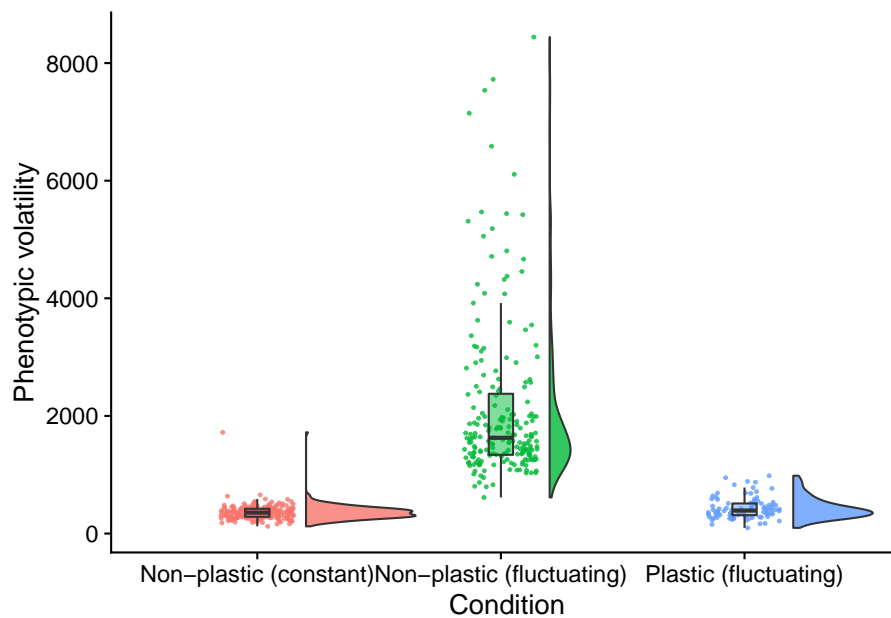 Phenotypic volatility
8000
6000
4000
2000
0
Non−plastic (constant)
Non−plastic (fluctuating)
Plastic (fluctuating)
Condition